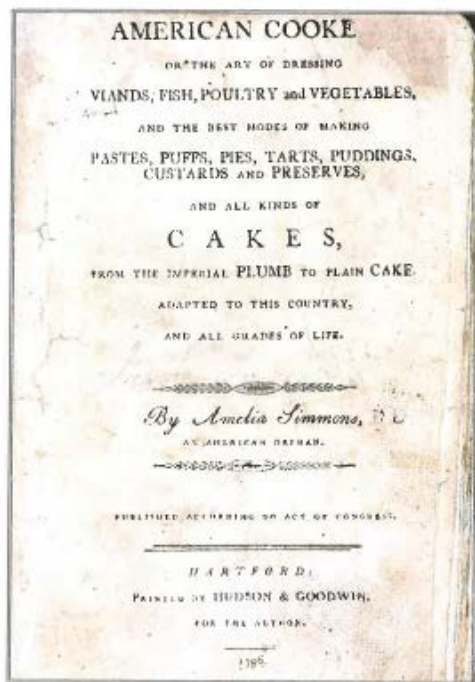 AMERICAN COOKE
OR THE ART OF DRESSING
VIANDS, FISH, POULTRY and VEGETABLES,
AND THE BEST MODES OF MAKING
PASTES, PUFFS, PIES, TARTS, PUDDINGS,
CUSTARDS AND PRESERVES,
AND ALL KINDS OF
CAKES,
FROM THE IMPERIAL PLUMB TO PLAIN CAKE
ADAPTED TO THIS COUNTRY,
AND ALL GRADES OF LIFE.
By Amelia Simmons,
AN AMERICAN ORPHAN.
PUBLISHED ACCORDING TO ACT OF CONGRESS.
HARTFORD:
PRINTED BY HUDSON & GOODWIN,
FOR THE AUTHOR.
1796